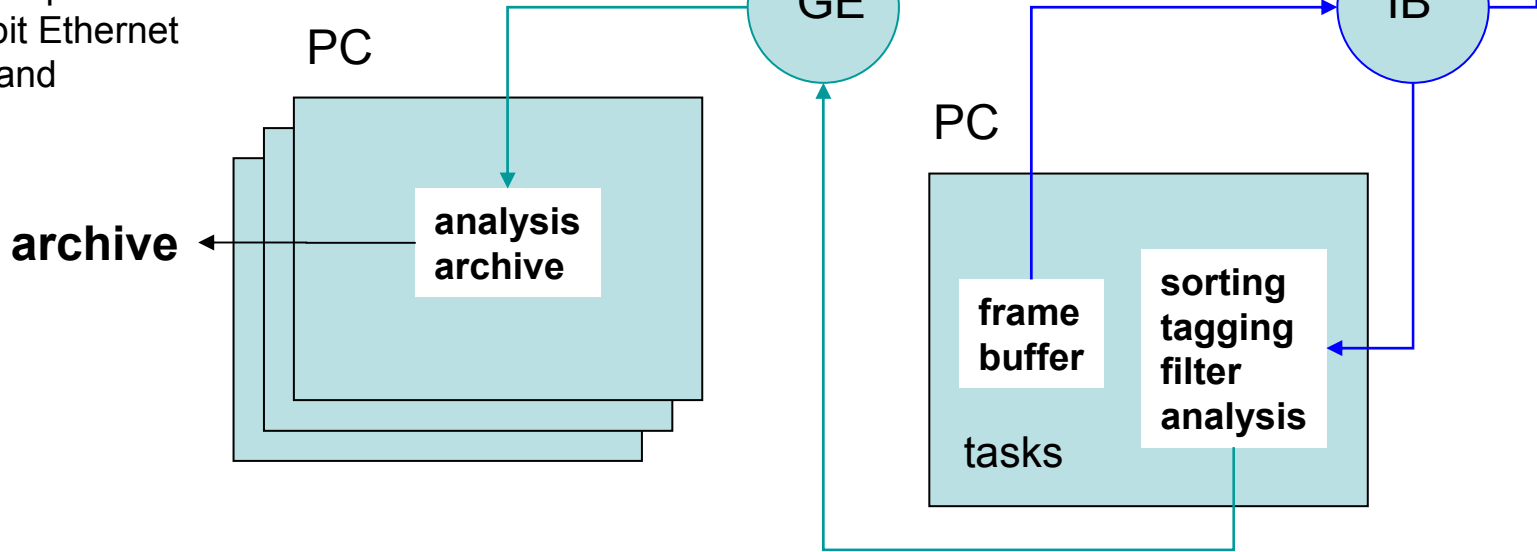 bit Ethernet
and
PC
GE
IB
PC
archive
analysis
archive
frame
buffer
sorting
tagging
filter
analysis
tasks